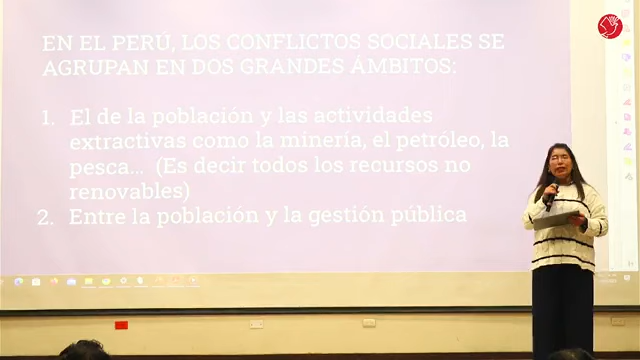 EN EL PERÚ, LOS CONFLICTOS SOCIALES SE
AGRUPAN EN DOS GRANDES ÁMBITOS:
1. El de la población y las actividades
extractivas como la minería, el petróleo, la
pesca... (Es decir todos los recursos no
renovables)
2. Entre la población y la gestión pública